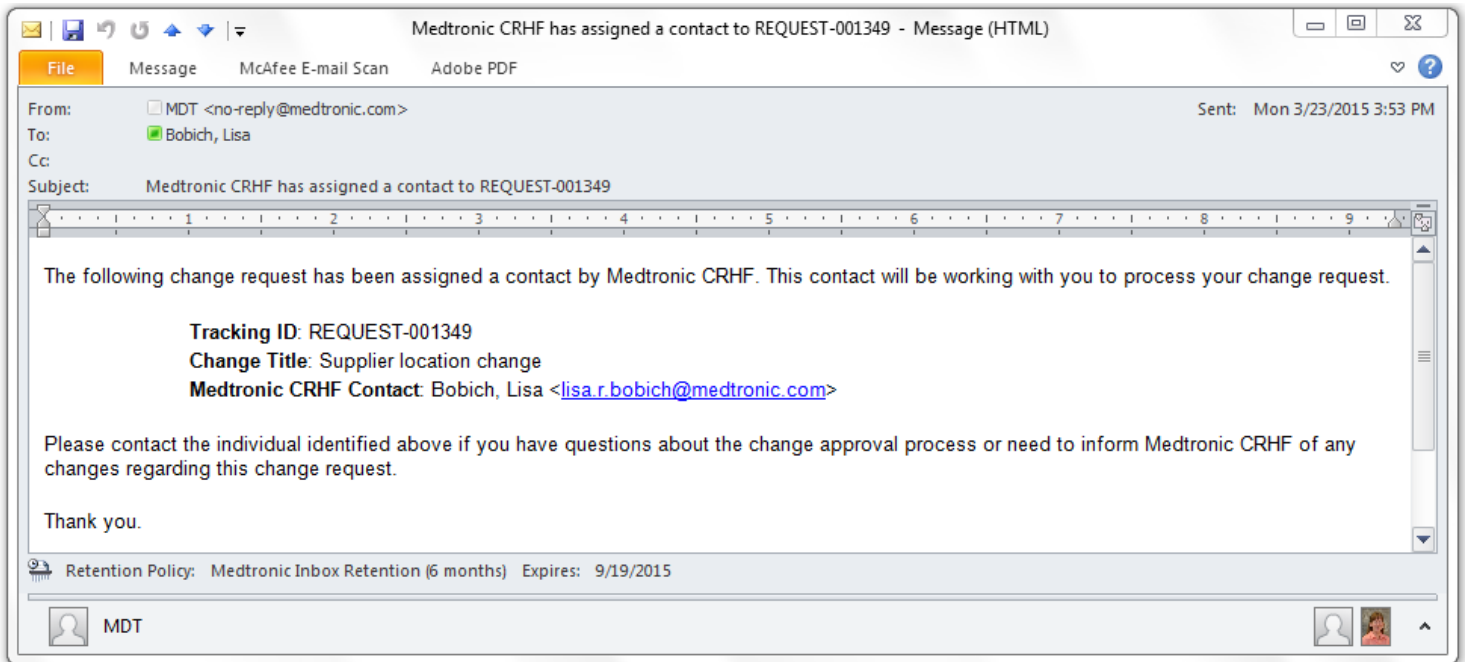 Medtronic CRHF has assigned a contact to REQUEST-001349 - Message (HTML)
File Message McAfee E-mail Scan Adobe PDF
From: MDT <no-reply@medtronic.com> Sent: Mon 3/23/2015 3:53 PM
To: Bobich, Lisa
Cc:
Subject: Medtronic CRHF has assigned a contact to REQUEST-001349
1 2 3 4 5 6 7 8 9
The following change request has been assigned a contact by Medtronic CRHF. This contact will be working with you to process your change request.
Tracking ID: REQUEST-001349
Change Title: Supplier location change
Medtronic CRHF Contact: Bobich, Lisa <lisa.r.bobich@medtronic.com>
Please contact the individual identified above if you have questions about the change approval process or need to inform Medtronic CRHF of any
changes regarding this change request.
Thank you.
Retention Policy: Medtronic Inbox Retention (6 months) Expires: 9/19/2015
MDT